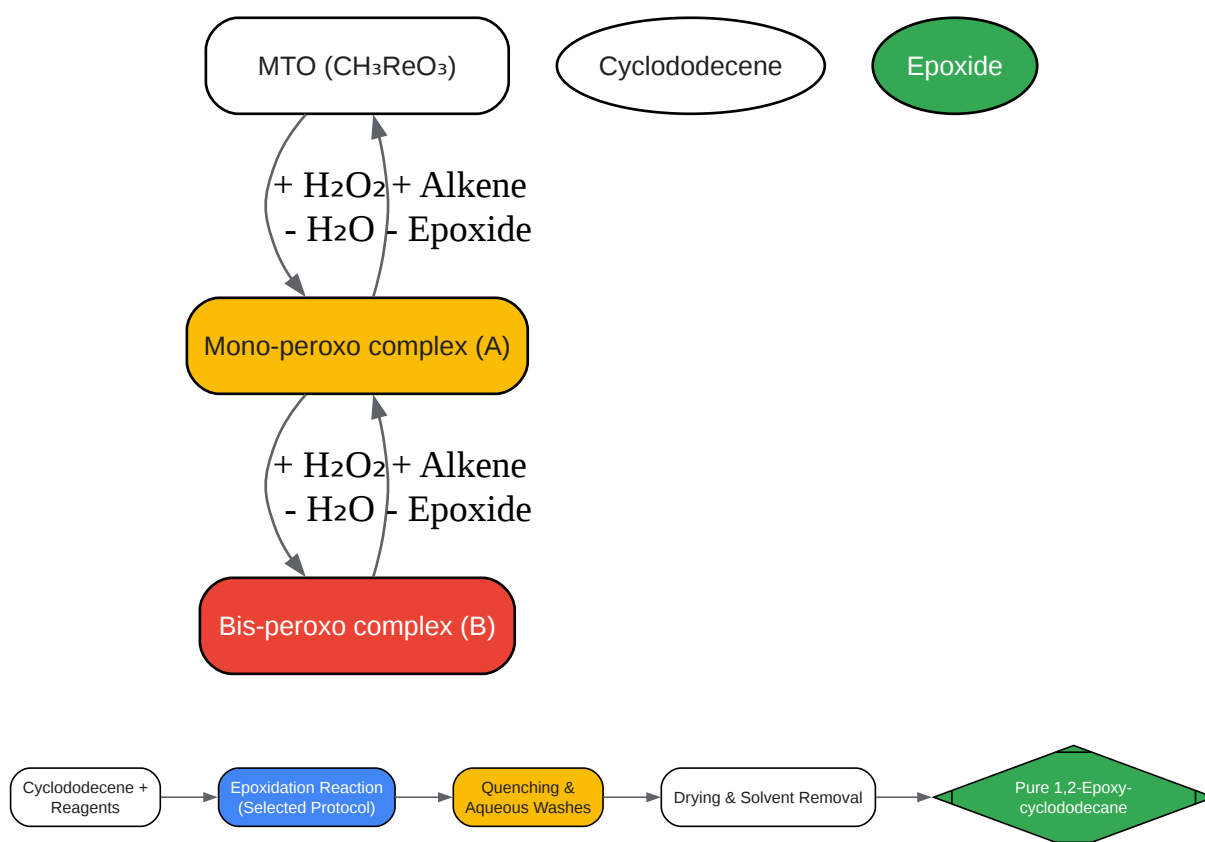 MTO (CH₃ReO₃)
Cyclododecene
Epoxide
+ H₂O₂
- H₂O
+ Alkene
- Epoxide
Mono-peroxo complex (A)
+ H₂O₂
- H₂O
+ Alkene
- Epoxide
Bis-peroxo complex (B)
Cyclododecene +
Reagents
Epoxidation Reaction
(Selected Protocol)
Quenching &
Aqueous Washes
Drying & Solvent Removal
Pure 1,2-Epoxy-
cyclododecane